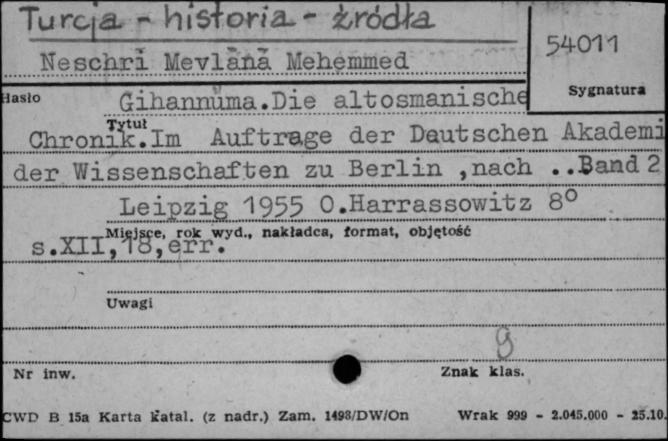 Turcja - historia - źródła
54011
Neschri Mevlānā Mehemmed
Hasło
Sygnatura
Gihannüma.Die altosmanische
Tytuł
Chronik.Im Auftrage der Deutschen Akademi
der Wissenschaften zu Berlin ,nach ..Band 2
Leipzig 1955 O.Harrassowitz 8°
Miejsce, rok wyd., nakładca, format, objętość
s.XII,18,err.
Uwagi
9
Nr inw.
Znak klas.
CWD B 15a Karta katal. (z nadr.) Zam. 1498/DW/On Wrak 999 - 2.045.000 - 25.10.